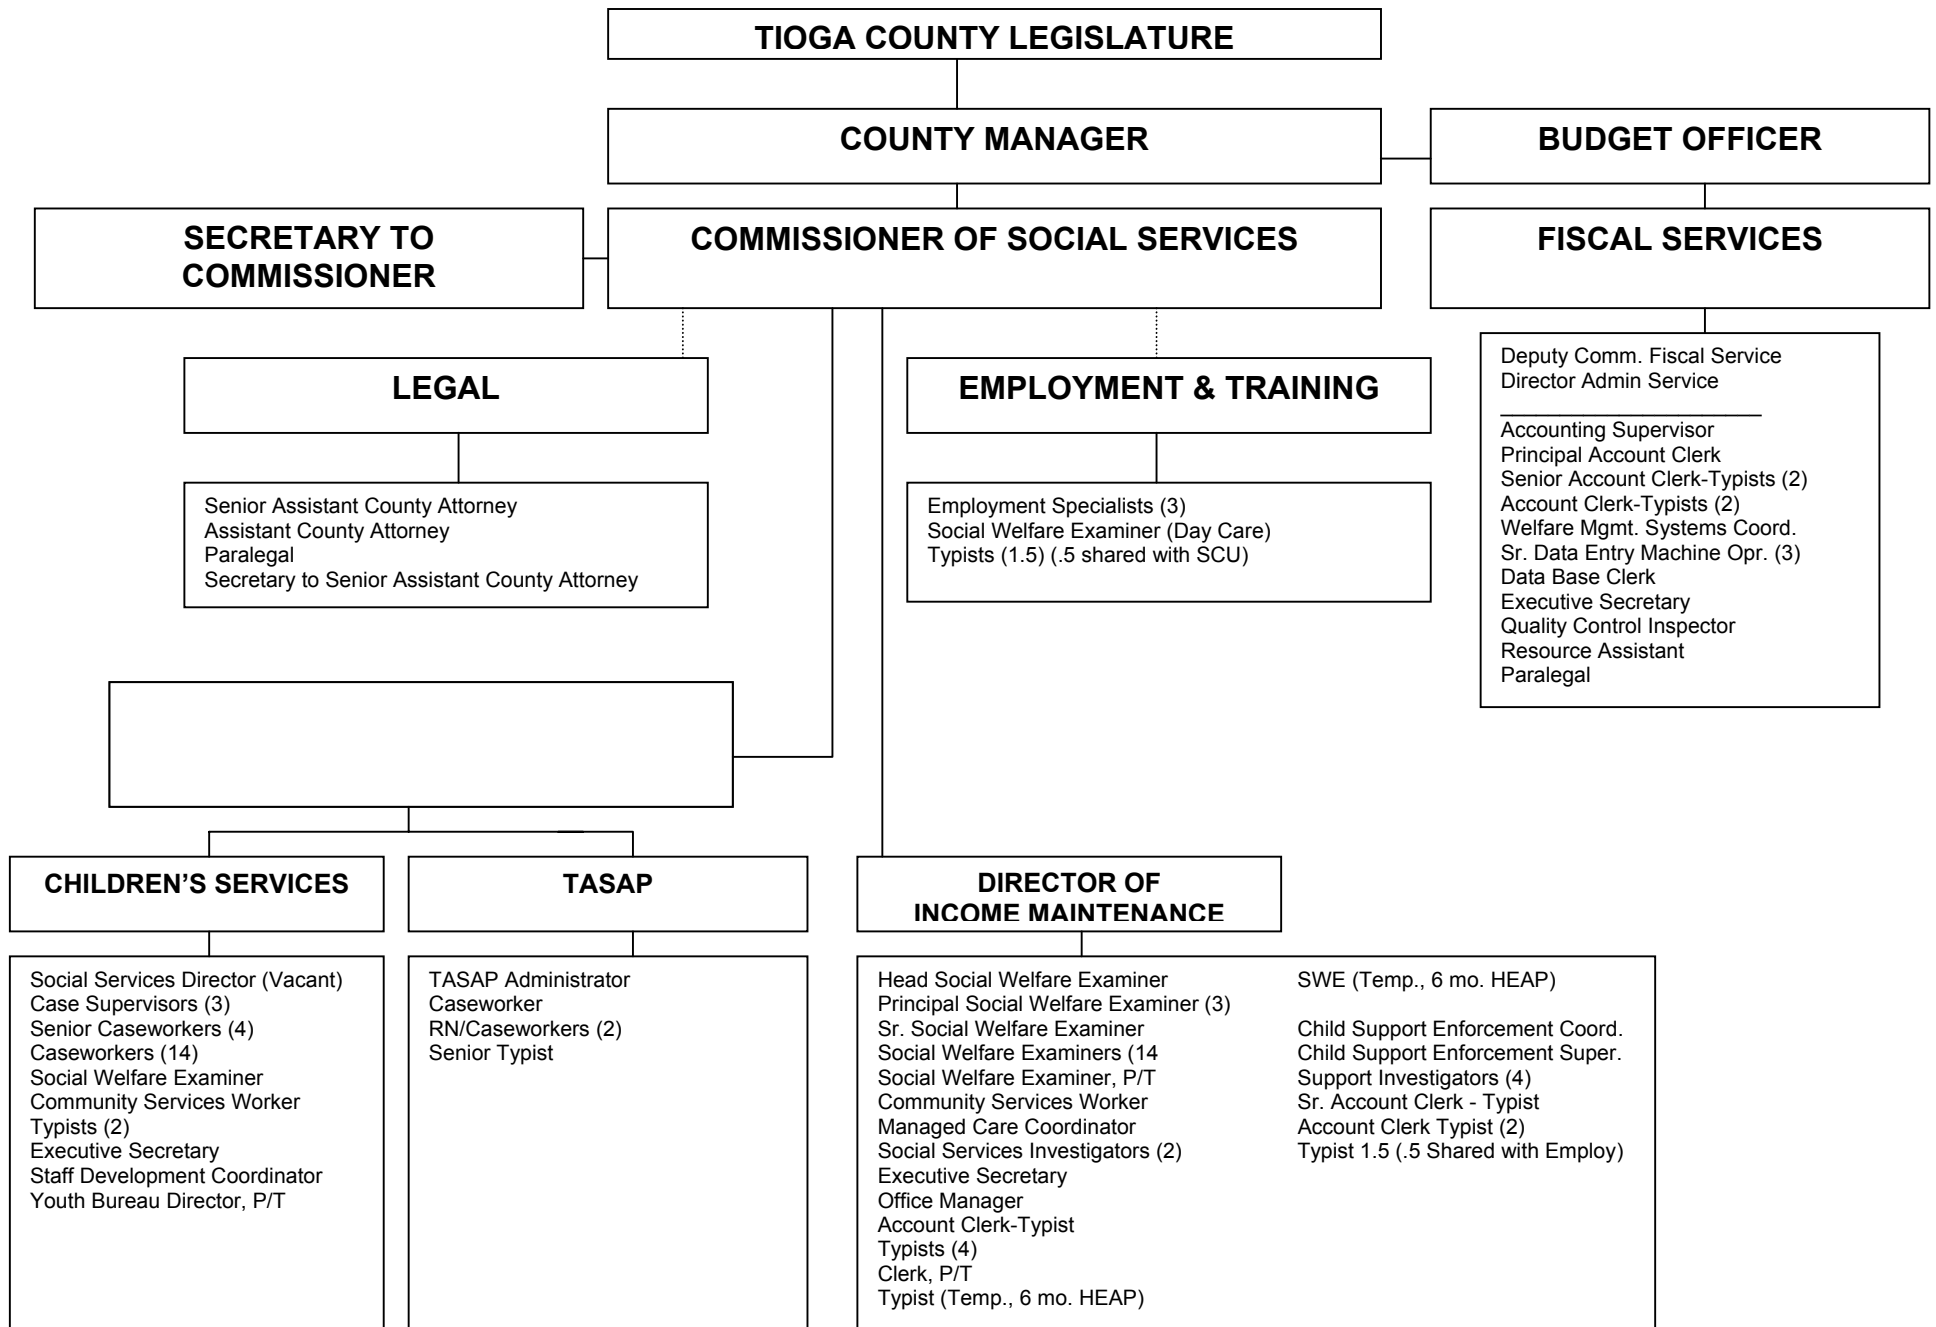 TIOGA COUNTY LEGISLATURE
COUNTY MANAGER
BUDGET OFFICER
SECRETARY TO
COMMISSIONER
COMMISSIONER OF SOCIAL SERVICES
FISCAL SERVICES
Deputy Comm. Fiscal Service
Director Admin Service
Accounting Supervisor
Principal Account Clerk
Senior Account Clerk-Typists (2)
Account Clerk-Typists (2)
Welfare Mgmt. Systems Coord.
Sr. Data Entry Machine Opr. (3)
Data Base Clerk
Executive Secretary
Quality Control Inspector
Resource Assistant
Paralegal
LEGAL
Senior Assistant County Attorney
Assistant County Attorney
Paralegal
Secretary to Senior Assistant County Attorney
EMPLOYMENT & TRAINING
Employment Specialists (3)
Social Welfare Examiner (Day Care)
Typists (1.5) (.5 shared with SCU)
CHILDREN'S SERVICES
Social Services Director (Vacant)
Case Supervisors (3)
Senior Caseworkers (4)
Caseworkers (14)
Social Welfare Examiner
Community Services Worker
Typists (2)
Executive Secretary
Staff Development Coordinator
Youth Bureau Director, P/T
TASAP
TASAP Administrator
Caseworker
RN/Caseworkers (2)
Senior Typist
DIRECTOR OF
INCOME MAINTENANCE
Head Social Welfare Examiner
Principal Social Welfare Examiner (3)
Sr. Social Welfare Examiner
Social Welfare Examiners (14
Social Welfare Examiner, P/T
Community Services Worker
Managed Care Coordinator
Social Services Investigators (2)
Executive Secretary
Office Manager
Account Clerk-Typist
Typists (4)
Clerk, P/T
Typist (Temp., 6 mo. HEAP)
SWE (Temp., 6 mo. HEAP)
Child Support Enforcement Coord.
Child Support Enforcement Super.
Support Investigators (4)
Sr. Account Clerk - Typist
Account Clerk Typist (2)
Typist 1.5 (.5 Shared with Employ)